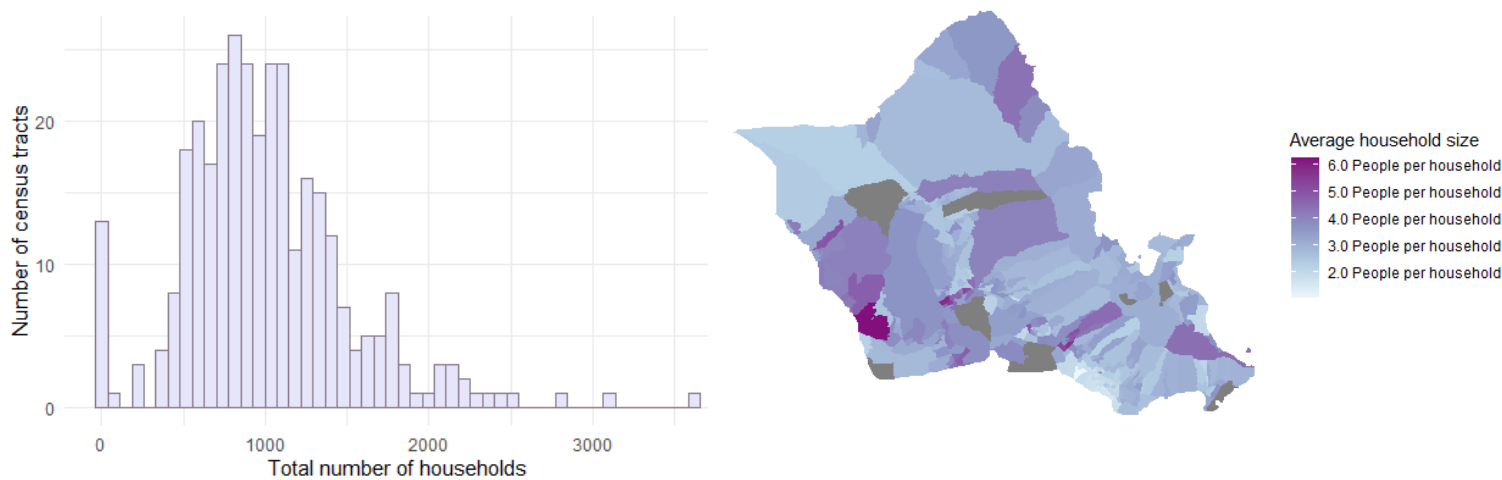 Number of census tracts
20
10
0
0
1000
2000
3000
Total number of households
Average household size
6.0 People per household
5.0 People per household
4.0 People per household
3.0 People per household
2.0 People per household